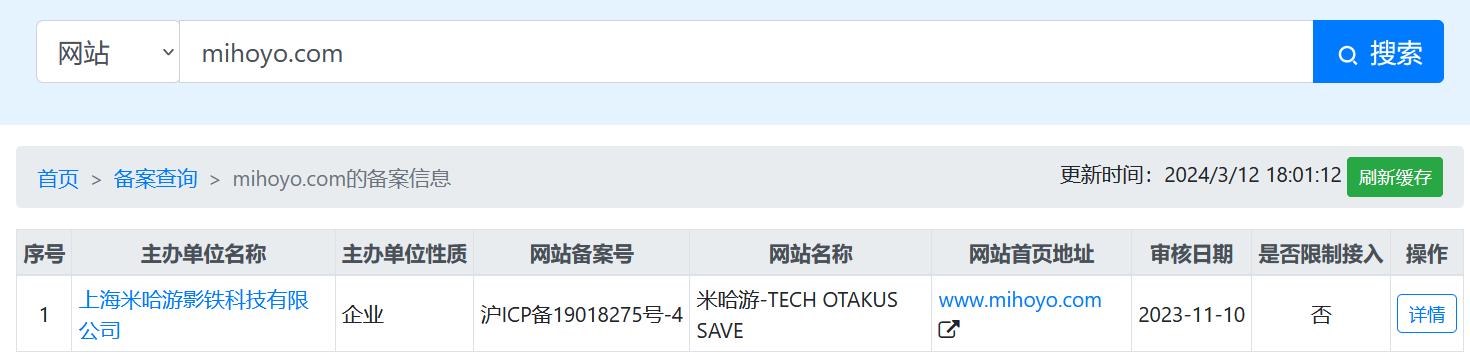 网站
mihoyo.com
搜索
首页 > 备案查询 > mihoyo.com的备案信息
更新时间：2024/3/12 18:01:12 刷新缓存
序号 主办单位名称 主办单位性质 网站备案号 网站名称 网站首页地址 审核日期 是否限制接入 操作
1
上海米哈游影铁科技有限
公司
企业
沪ICP备19018275号-4
米哈游-TECH OTAKUS
SAVE
www.mihoyo.com
2023-11-10
否
详情